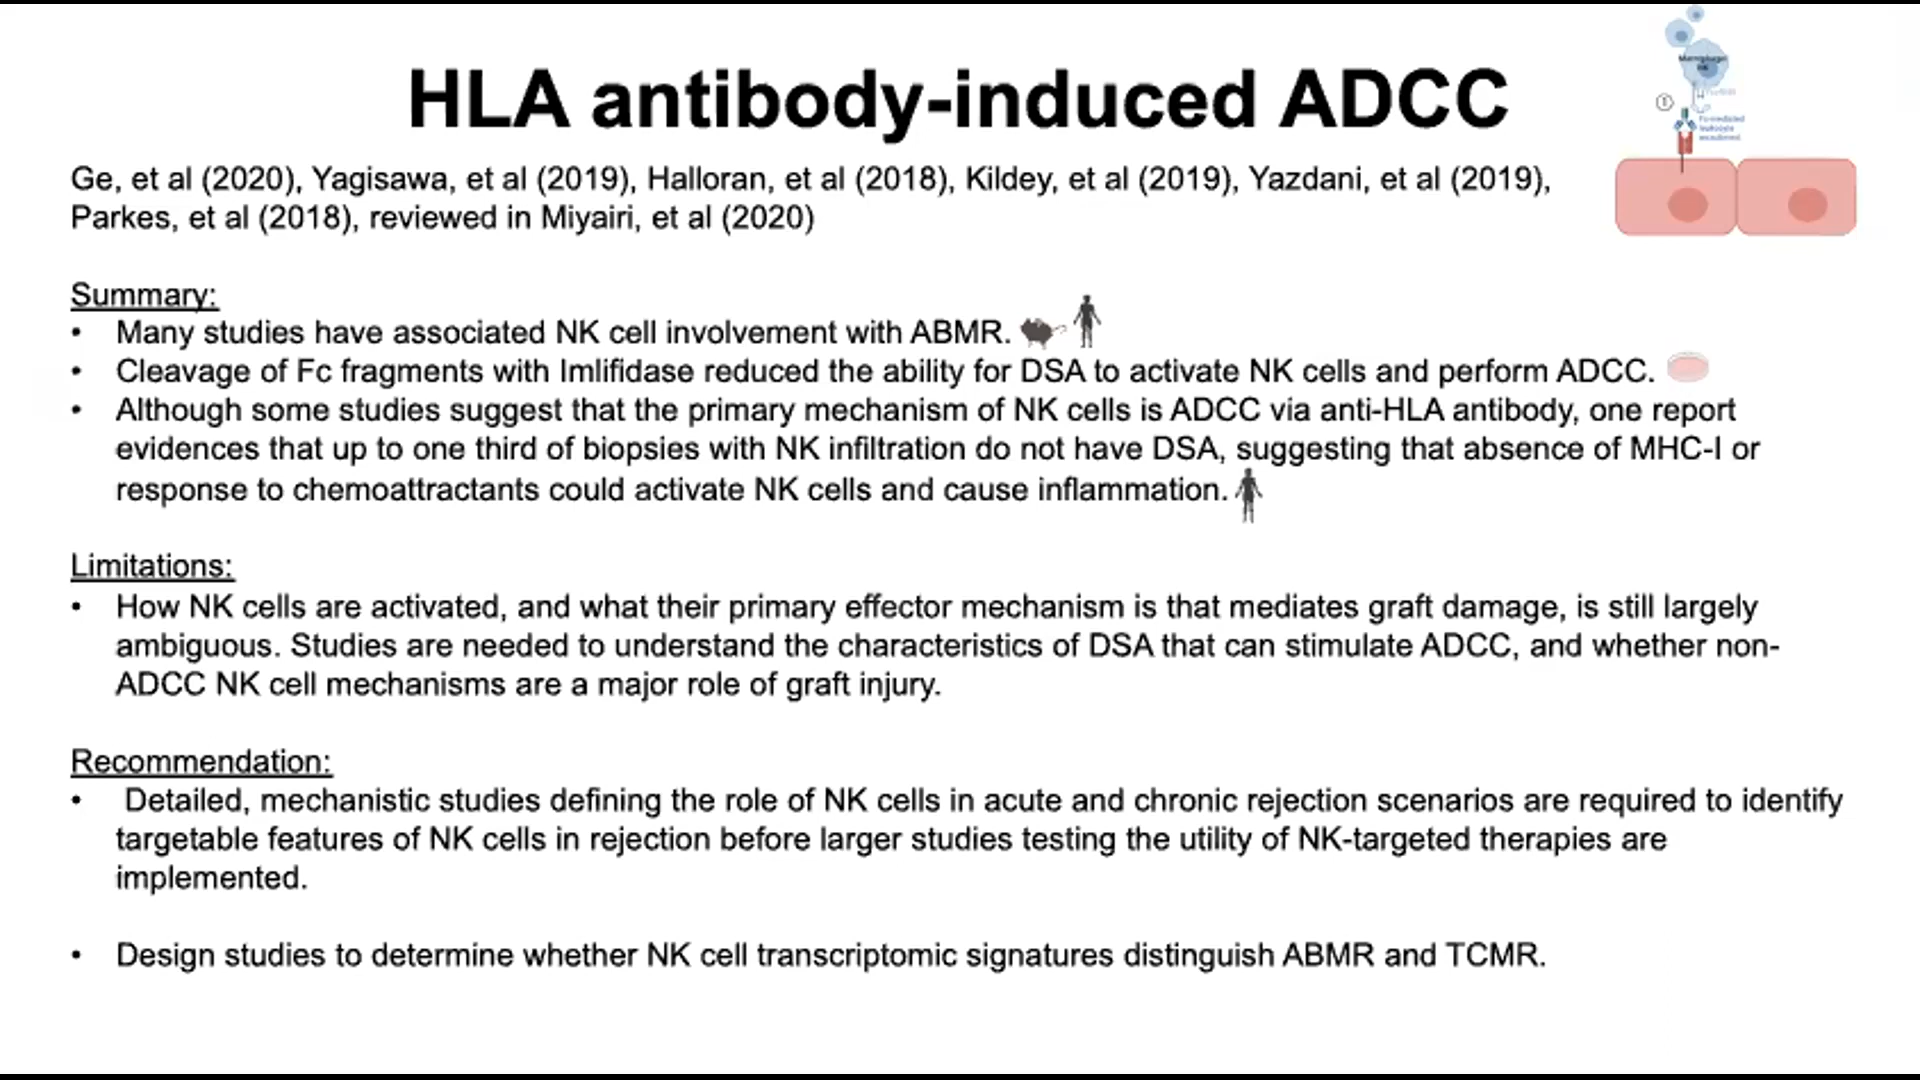 HLA antibody-induced ADCC
Ge, et al (2020), Yagisawa, et al (2019), Halloran, et al (2018), Kildey, et al (2019), Yazdani, et al (2019),
Parkes, et al (2018), reviewed in Miyairi, et al (2020)
1
Fc-mediated
leukocyte
recruitment
Summary:
• Many studies have associated NK cell involvement with ABMR.
• Cleavage of Fc fragments with Imlifidase reduced the ability for DSA to activate NK cells and perform ADCC.
• Although some studies suggest that the primary mechanism of NK cells is ADCC via anti-HLA antibody, one report
evidences that up to one third of biopsies with NK infiltration do not have DSA, suggesting that absence of MHC-I or
response to chemoattractants could activate NK cells and cause inflammation.
Limitations:
• How NK cells are activated, and what their primary effector mechanism is that mediates graft damage, is still largely
ambiguous. Studies are needed to understand the characteristics of DSA that can stimulate ADCC, and whether non-
ADCC NK cell mechanisms are a major role of graft injury.
Recommendation:
• Detailed, mechanistic studies defining the role of NK cells in acute and chronic rejection scenarios are required to identify
targetable features of NK cells in rejection before larger studies testing the utility of NK-targeted therapies are
implemented.
• Design studies to determine whether NK cell transcriptomic signatures distinguish ABMR and TCMR.